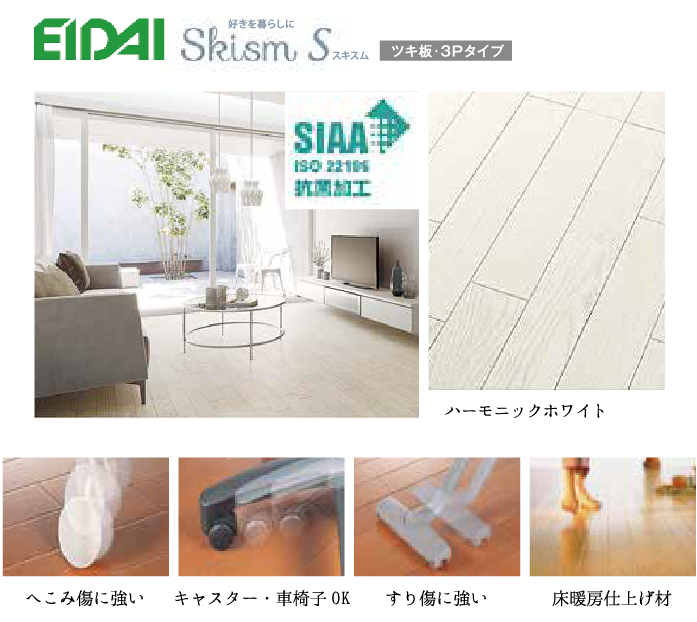 EIDAI
好きを暮らしに
Skism S スキスム
ツキ板・3Pタイプ
SIAA
ISO 22196
抗菌加工
ハーモニックホワイト
へこみ傷に強い
キャスター・車椅子OK
すり傷に強い
床暖房仕上げ材